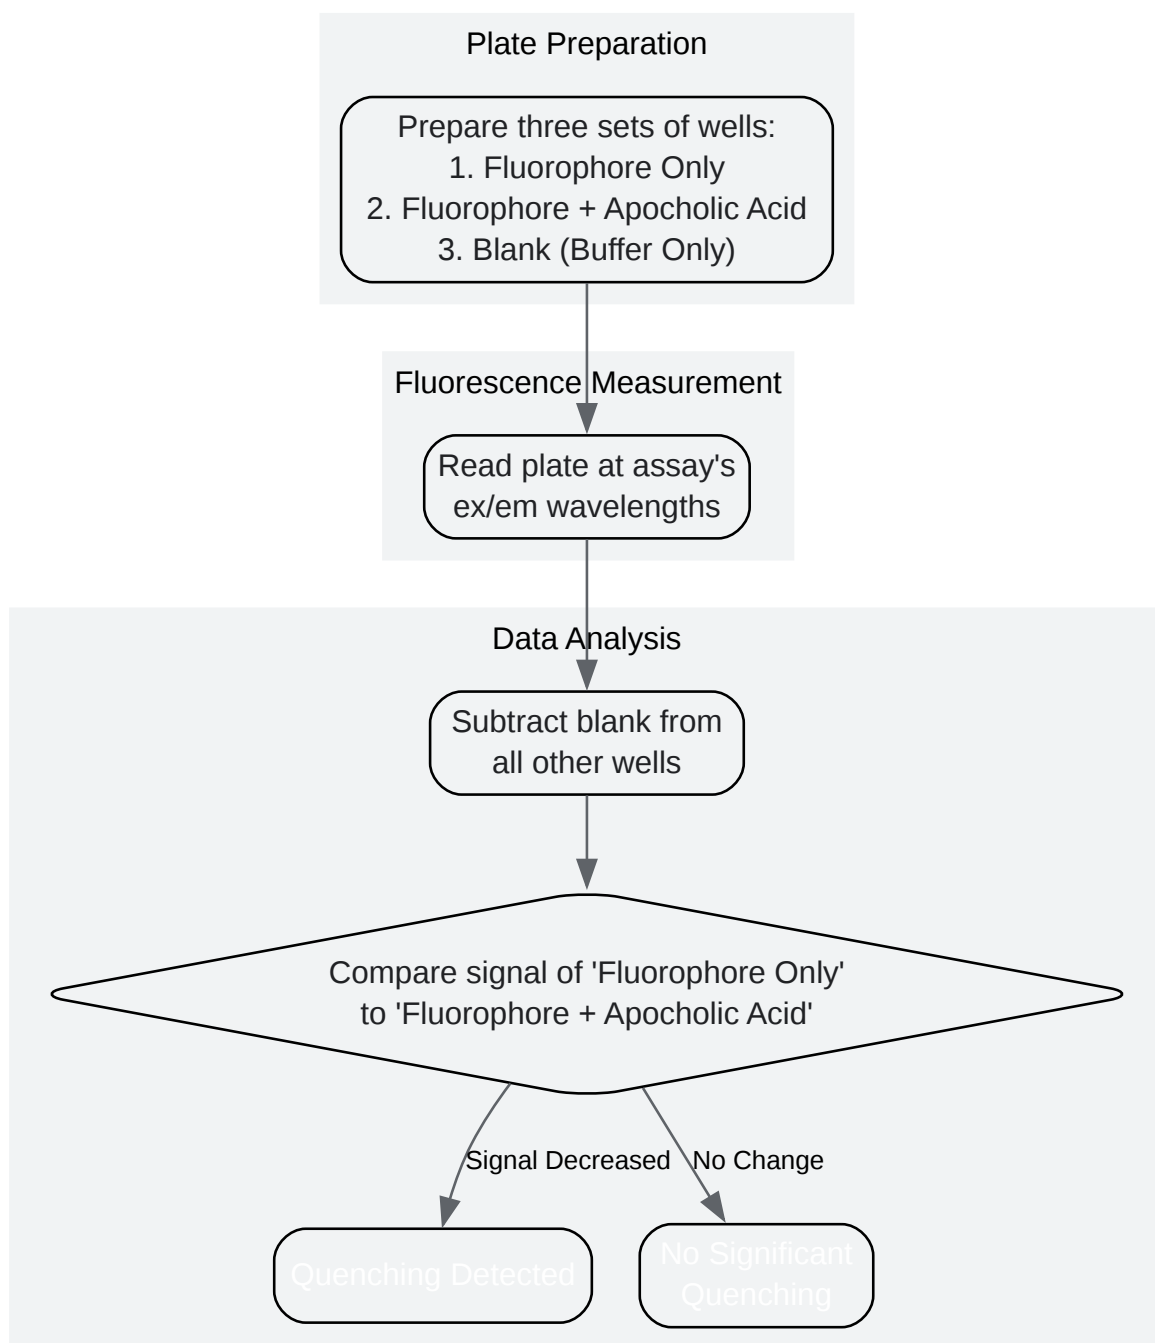 Plate Preparation
Prepare three sets of wells:
1. Fluorophore Only
2. Fluorophore + Apocholic Acid
3. Blank (Buffer Only)
Fluorescence Measurement
Read plate at assay's
ex/em wavelengths
Data Analysis
Subtract blank from
all other wells
Compare signal of 'Fluorophore Only'
to 'Fluorophore + Apocholic Acid'
Signal Decreased
No Change
Quenching Detected
No Significant
Quenching